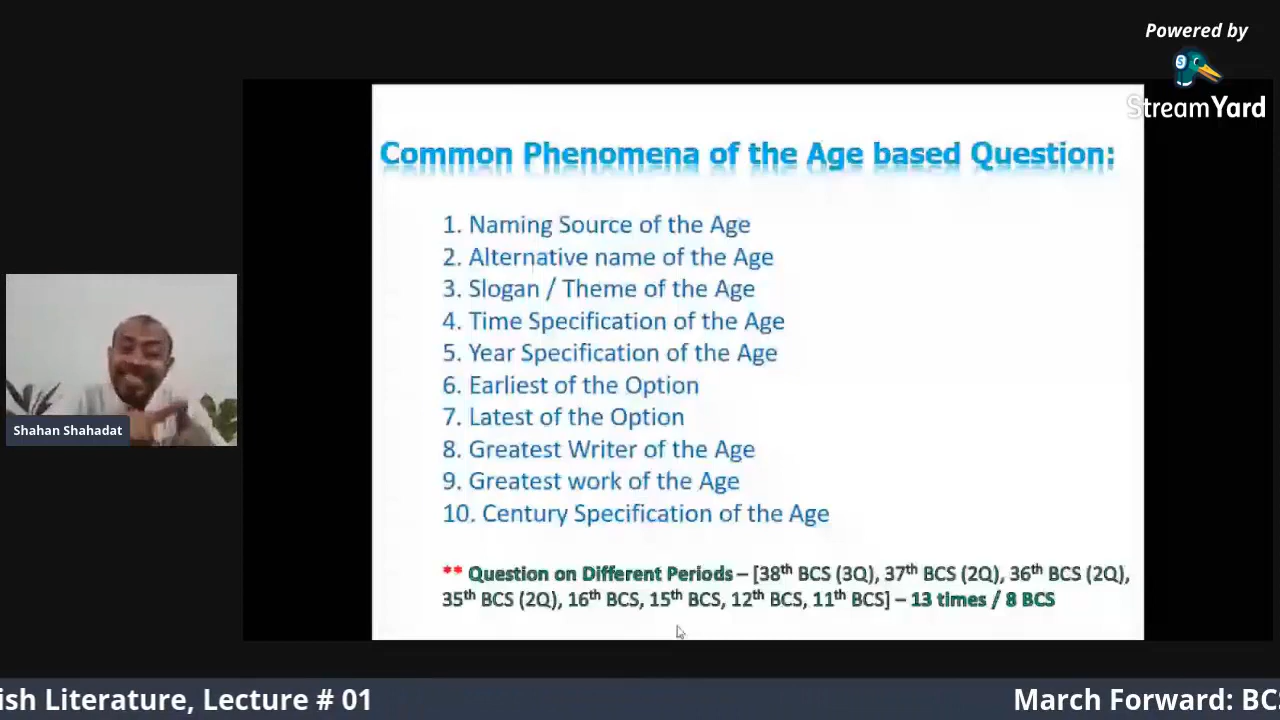 Powered by
StreamYard
Common Phenomena of the Age based Question:
1. Naming Source of the Age
2. Alternative name of the Age
3. Slogan / Theme of the Age
4. Time Specification of the Age
5. Year Specification of the Age
6. Earliest of the Option
7. Latest of the Option
8. Greatest Writer of the Age
9. Greatest work of the Age
10. Century Specification of the Age
** Question on Different Periods – [38th BCS (3Q), 37th BCS (2Q), 36th BCS (2Q),
35th BCS (2Q), 16th BCS, 15th BCS, 12th BCS, 11th BCS] – 13 times / 8 BCS
Shahan Shahadat
ish Literature, Lecture # 01 March Forward: BC